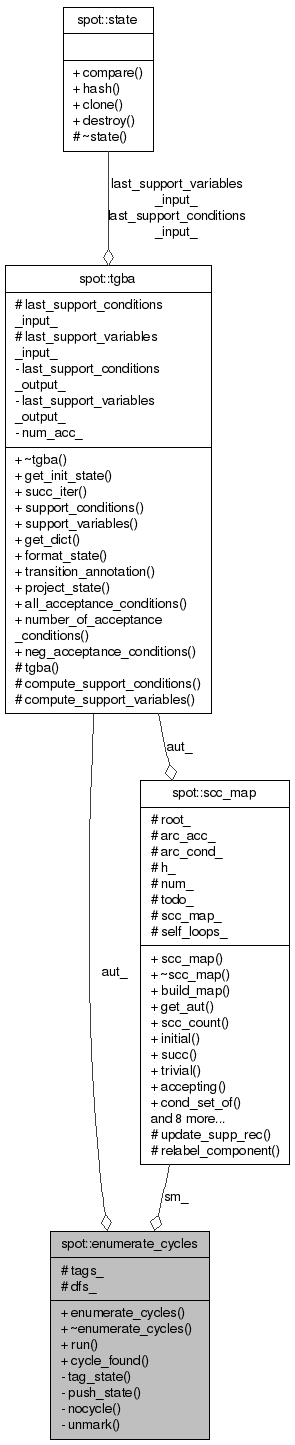 spot::state
+ compare()
+ hash()
+ clone()
+ destroy()
# ~state()
last_support_variables
_input_
last_support_conditions
_input_
spot::tgba
# last_support_conditions
_input_
# last_support_variables
_input_
- last_support_conditions
_output_
- last_support_variables
_output_
- num_acc_
+ ~tgba()
+ get_init_state()
+ succ_iter()
+ support_conditions()
+ support_variables()
+ get_dict()
+ format_state()
+ transition_annotation()
+ project_state()
+ all_acceptance_conditions()
+ number_of_acceptance
_conditions()
+ neg_acceptance_conditions()
# tgba()
# compute_support_conditions()
# compute_support_variables()
aut_
spot::scc_map
# root_
# arc_acc_
# arc_cond_
# h_
# num_
# todo_
# scc_map_
# self_loops_
+ scc_map()
+ ~scc_map()
+ build_map()
+ get_aut()
+ scc_count()
+ initial()
+ succ()
+ trivial()
+ accepting()
+ cond_set_of()
and 8 more...
# update_supp_rec()
# relabel_component()
aut_
sm_
spot::enumerate_cycles
# tags_
# dfs_
+ enumerate_cycles()
+ ~enumerate_cycles()
+ run()
+ cycle_found()
- tag_state()
- push_state()
- nocycle()
- unmark()